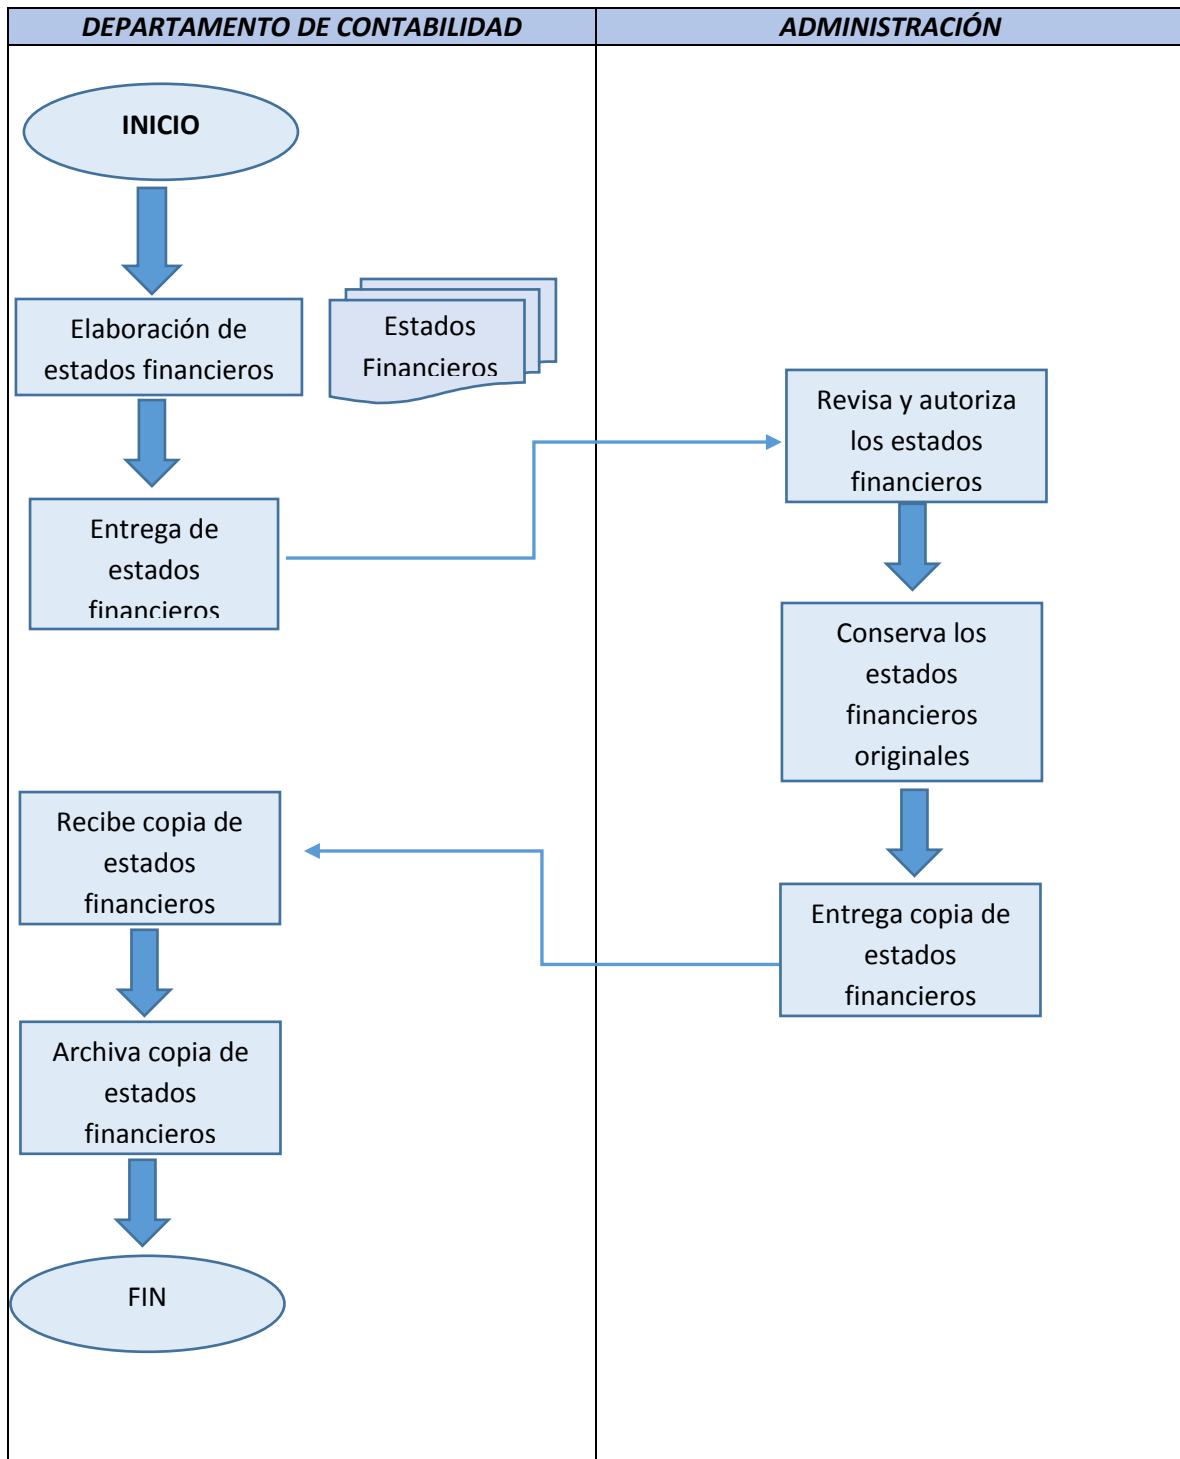 DEPARTAMENTO DE CONTABILIDAD
ADMINISTRACIÓN
INICIO
Elaboración de
estados financieros
Estados
Financieros
Entrega de
estados
financieros
Revisa y autoriza
los estados
financieros
Conserva los
estados
financieros
originales
Entrega copia de
estados
financieros
Recibe copia de
estados
financieros
Archiva copia de
estados
financieros
FIN